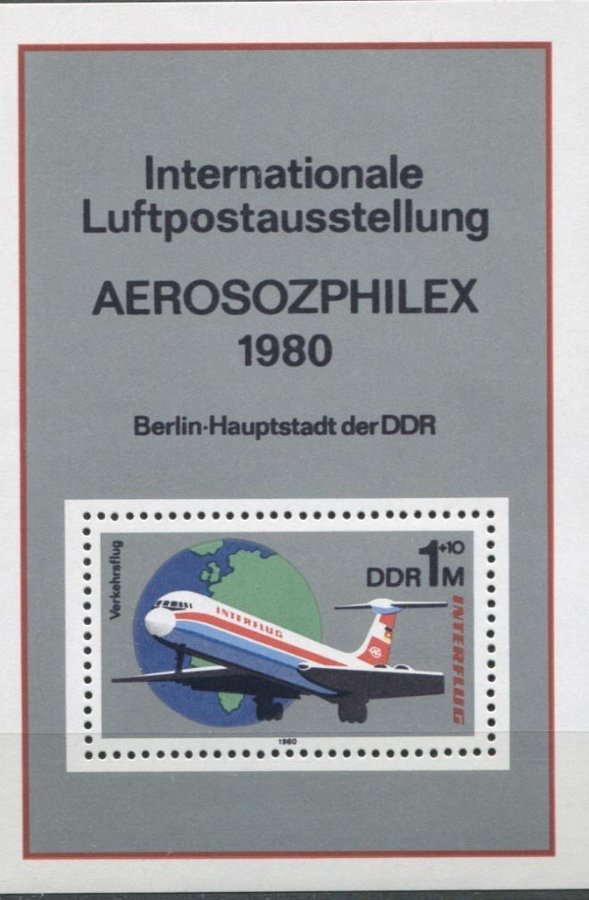 Internationale
Luftpostausstellung
AEROSOZPHILEX
1980
Berlin·Hauptstadt der DDR
Verkehrsflug
DDR 1+10 M
INTERFLUG
INTERFLUG
1980